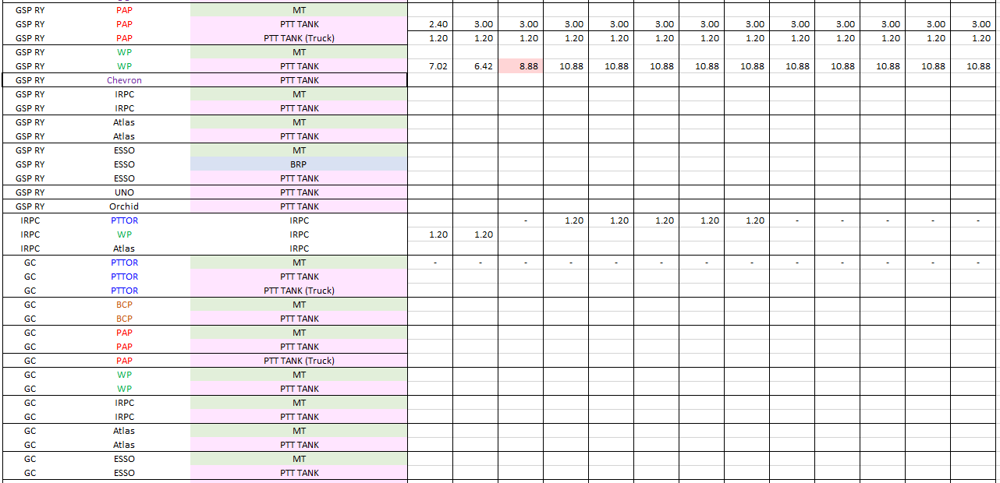 GSP RY PAP MT
GSP RY PAP PTT TANK 2.40 3.00 3.00 3.00 3.00 3.00 3.00 3.00 3.00 3.00 3.00 3.00 3.00
GSP RY PAP PTT TANK (Truck) 1.20 1.20 1.20 1.20 1.20 1.20 1.20 1.20 1.20 1.20 1.20 1.20 1.20
GSP RY WP MT
GSP RY WP PTT TANK 7.02 6.42 8.88 10.88 10.88 10.88 10.88 10.88 10.88 10.88 10.88 10.88 10.88
GSP RY Chevron PTT TANK
GSP RY IRPC MT
GSP RY IRPC PTT TANK
GSP RY Atlas MT
GSP RY Atlas PTT TANK
GSP RY ESSO MT
GSP RY ESSO BRP
GSP RY ESSO PTT TANK
GSP RY UNO PTT TANK
GSP RY Orchid PTT TANK
IRPC PTTOR IRPC - 1.20 1.20 1.20 1.20 1.20 - - - - -
IRPC WP IRPC 1.20 1.20
IRPC Atlas IRPC
GC PTTOR MT - - - - - - - - - - - - -
GC PTTOR PTT TANK
GC PTTOR PTT TANK (Truck)
GC BCP MT
GC BCP PTT TANK
GC PAP MT
GC PAP PTT TANK
GC PAP PTT TANK (Truck)
GC WP MT
GC WP PTT TANK
GC IRPC MT
GC IRPC PTT TANK
GC Atlas MT
GC Atlas PTT TANK
GC ESSO MT
GC ESSO PTT TANK